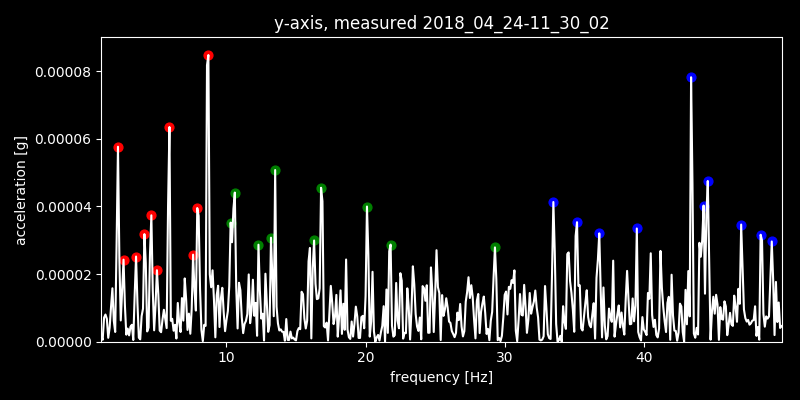 y-axis, measured 2018_04_24-11_30_02
0.00008
0.00006
0.00004
0.00002
0.00000
acceleration [g]
10 20 30 40
frequency [Hz]